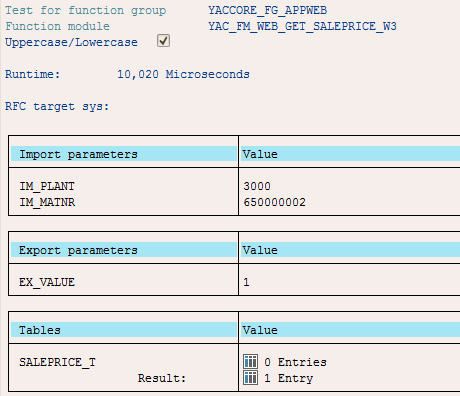 Test for function group YACCORE_FG_APPWEB
Function module YAC_FM_WEB_GET_SALEPRICE_W3
Uppercase/Lowercase
Runtime: 10,020 Microseconds
RFC target sys:
Import parameters Value
IM_PLANT 3000
IM_MATNR 650000002
Export parameters Value
EX_VALUE 1
Tables Value
SALEPRICE_T 0 Entries
Result: 1 Entry